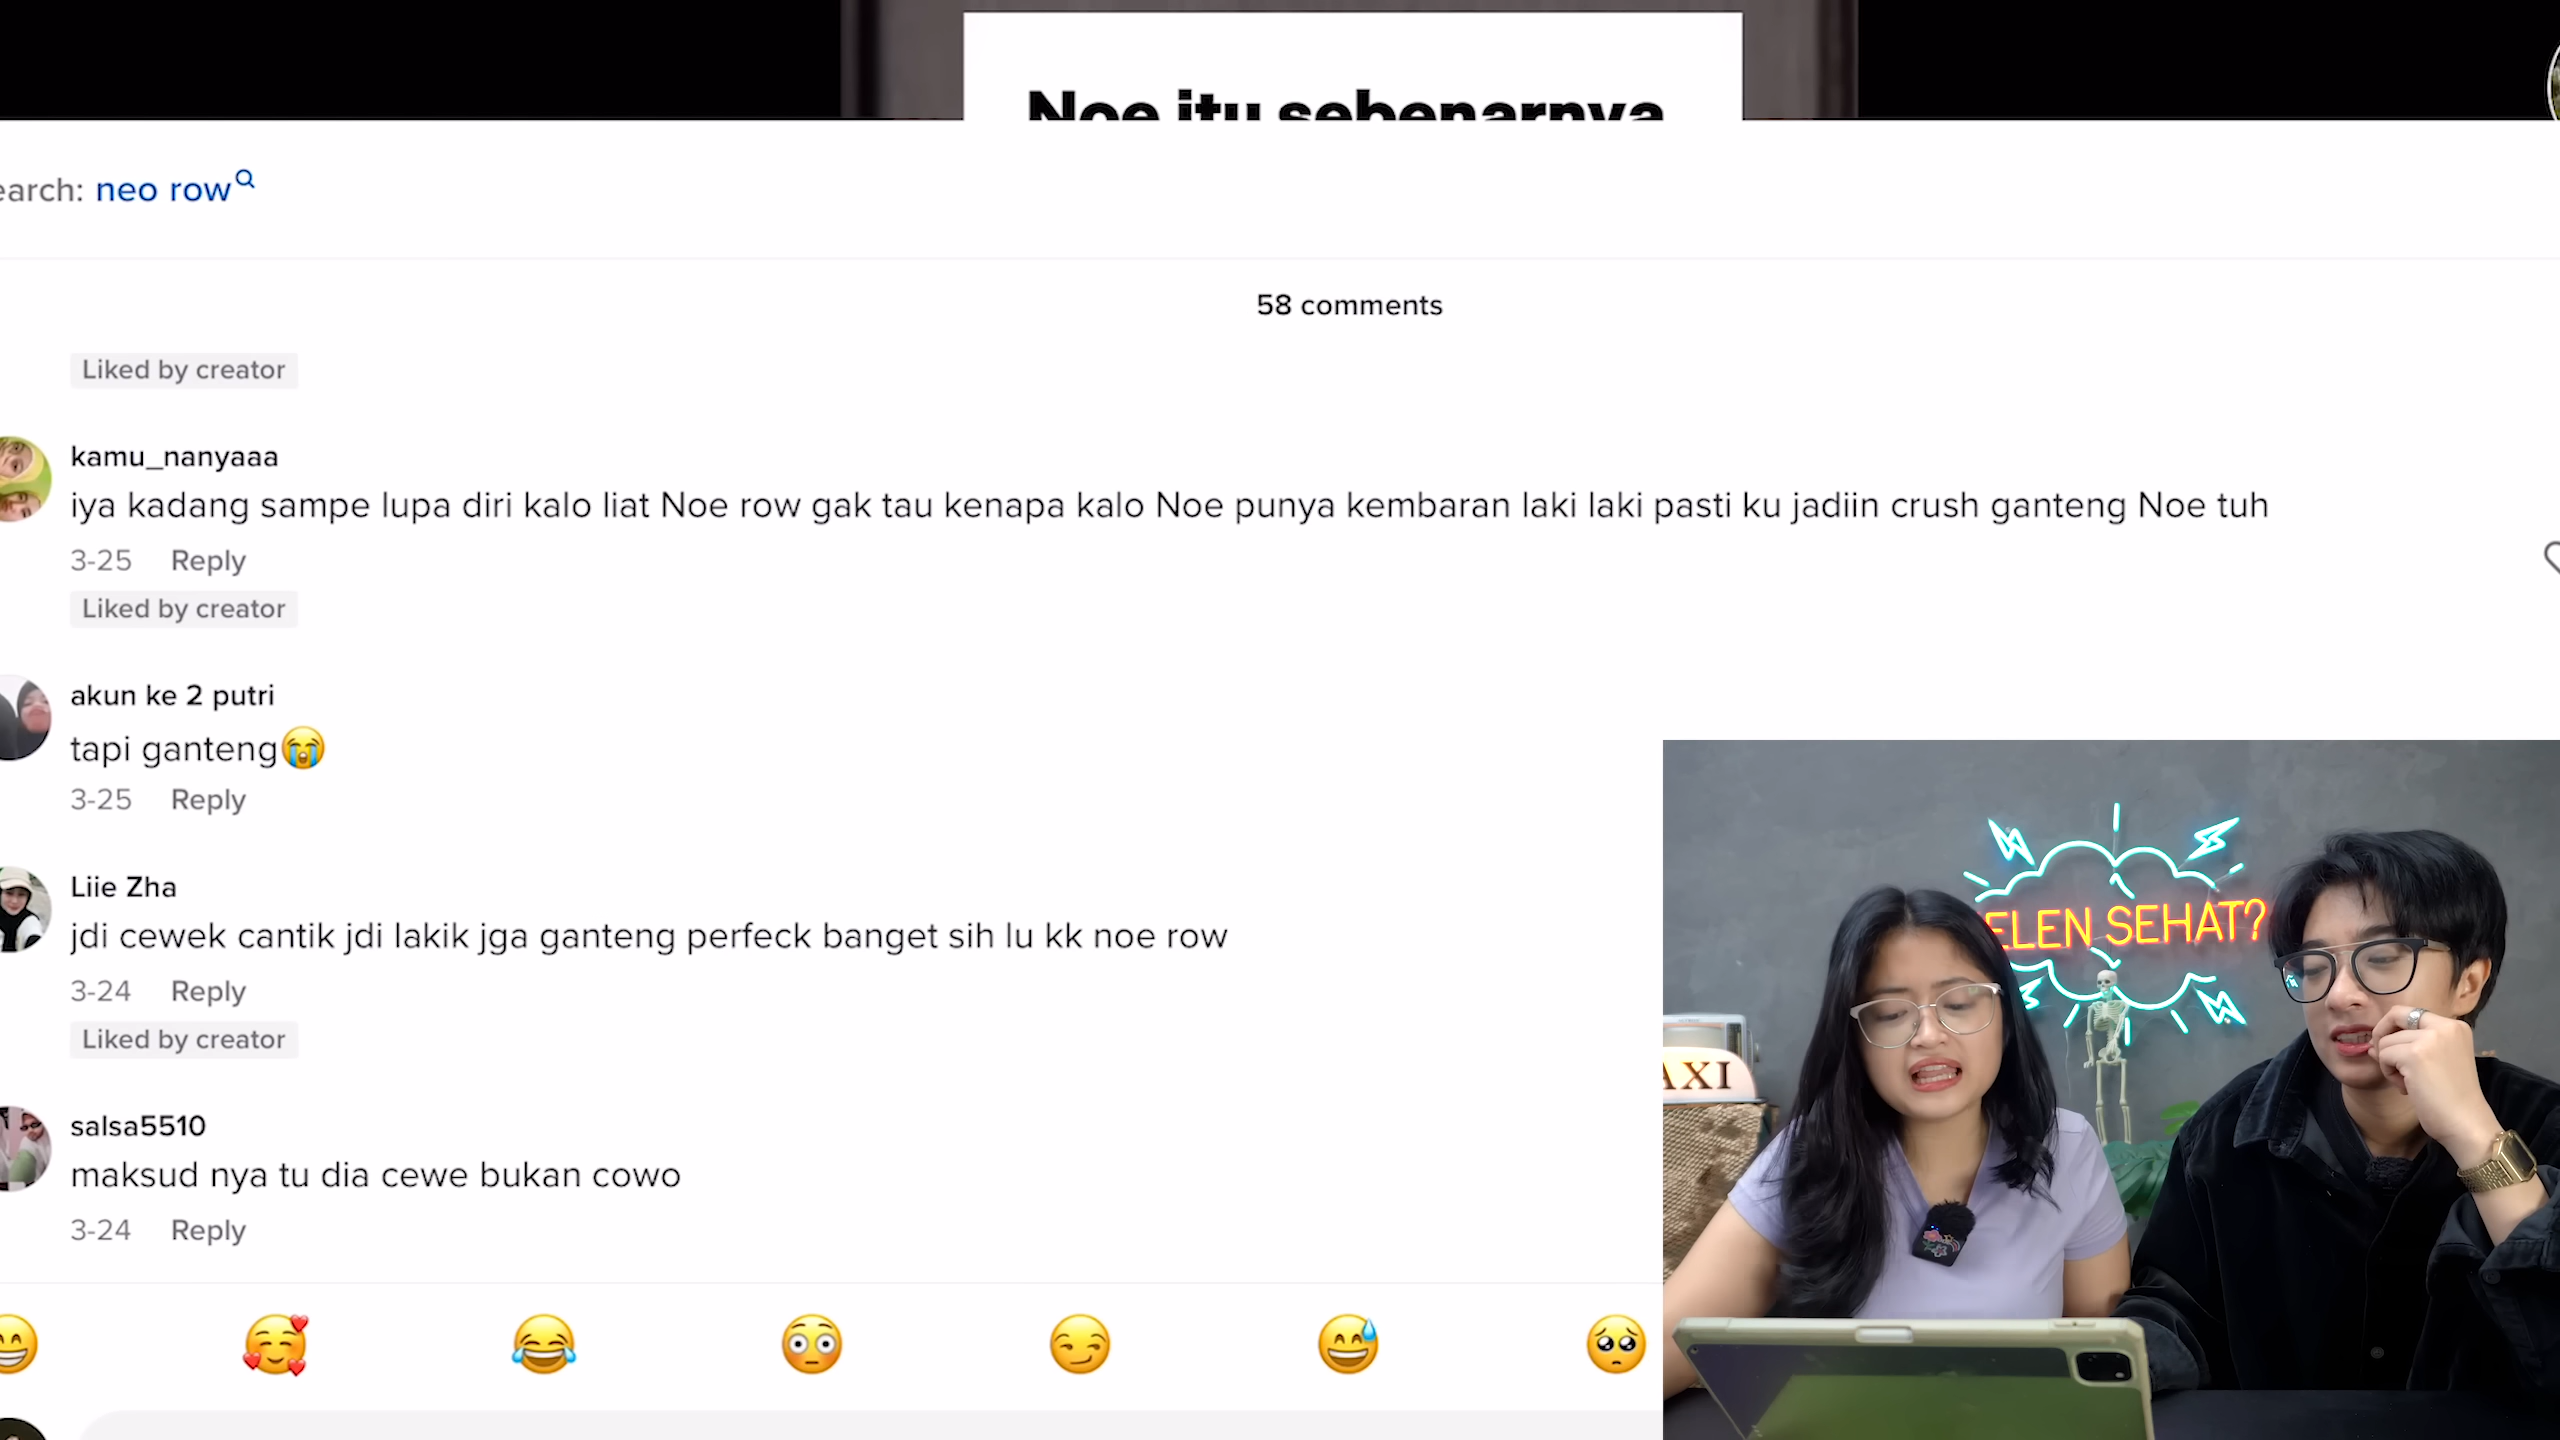 Noe itu sebenarnya
earch: neo row
58 comments
Liked by creator
kamu_nanyaaa
iya kadang sampe lupa diri kalo liat Noe row gak tau kenapa kalo Noe punya kembaran laki laki pasti ku jadiin crush ganteng Noe tuh
3-25 Reply
Liked by creator
akun ke 2 putri
tapi ganteng😭
3-25 Reply
Liie Zha
jdi cewek cantik jdi lakik jga ganteng perfeck banget sih lu kk noe row
3-24 Reply
Liked by creator
salsa5510
maksud nya tu dia cewe bukan cowo
3-24 Reply
ELEN SEHAT?
AXI